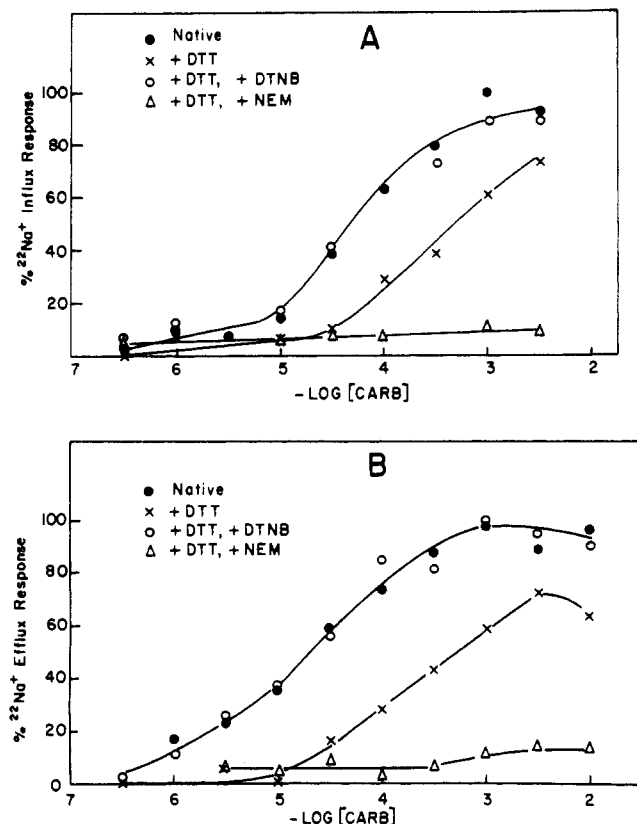 A
● Native
× + DTT
○ + DTT, + DTNB
△ + DTT, + NEM
% ²²Na⁺ Influx Response
100
80
60
40
20
7 6 5 4 3 2
-LOG [CARB]
B
● Native
× + DTT
○ + DTT, + DTNB
△ + DTT, + NEM
% ²²Na⁺ Efflux Response
100
80
60
40
20
0
7 6 5 4 3 2
-LOG [CARB]